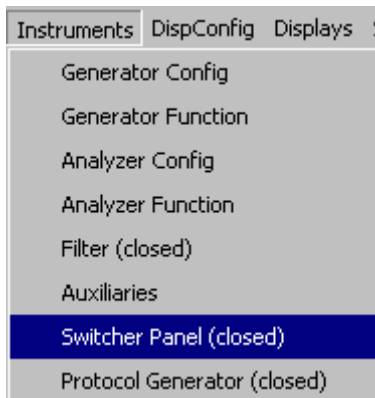 Instruments DispConfig Displays
Generator Config
Generator Function
Analyzer Config
Analyzer Function
Filter (closed)
Auxiliaries
Switcher Panel (closed)
Protocol Generator (closed)